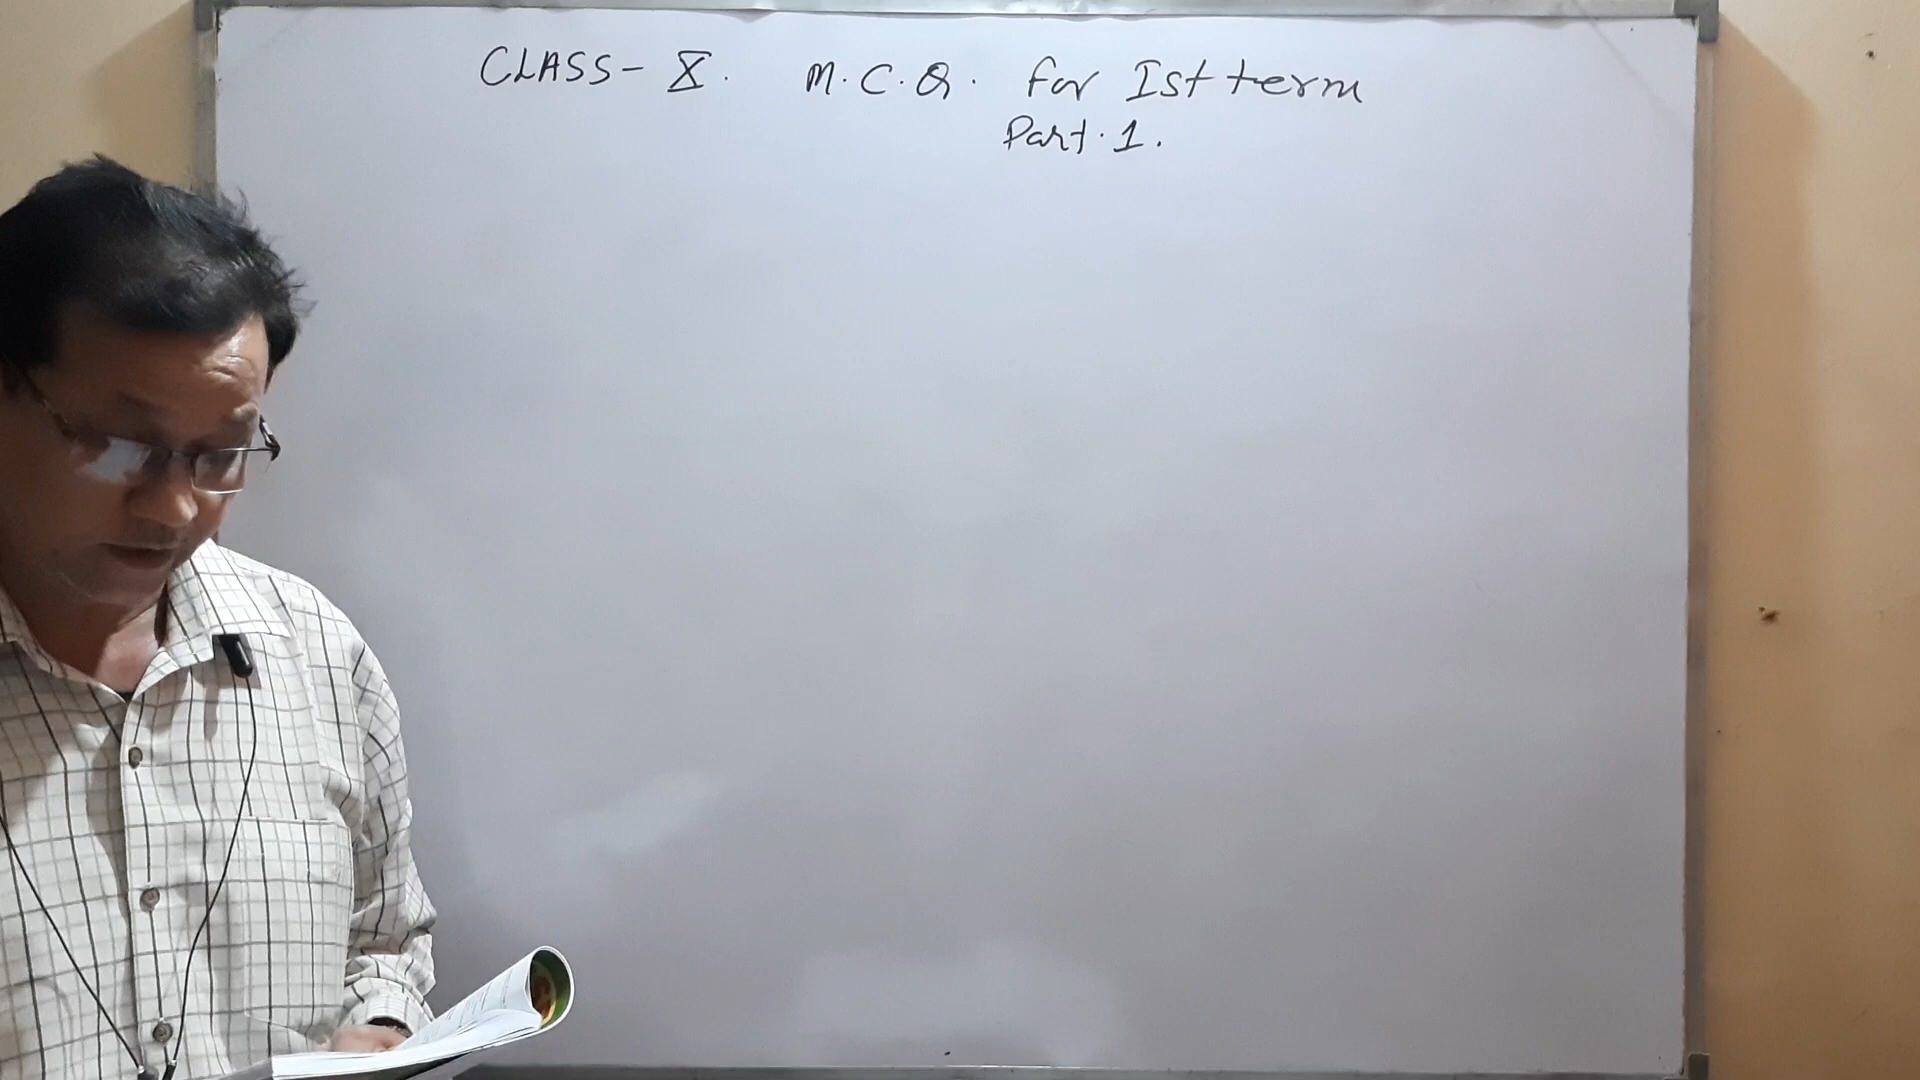 CLASS- X. M.C.Q. for Ist term
Part. 1.